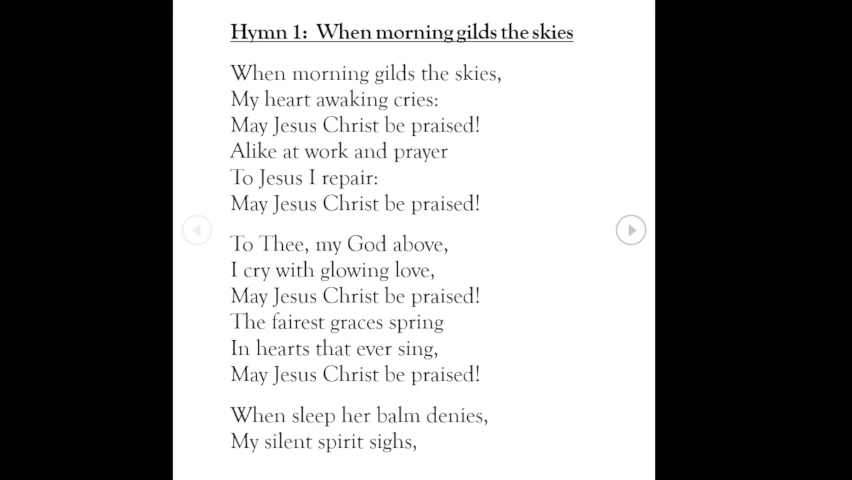 Hymn 1: When morning gilds the skies
When morning gilds the skies,
My heart awaking cries:
May Jesus Christ be praised!
Alike at work and prayer
To Jesus I repair:
May Jesus Christ be praised!
To Thee, my God above,
I cry with glowing love,
May Jesus Christ be praised!
The fairest graces spring
In hearts that ever sing,
May Jesus Christ be praised!
When sleep her balm denies,
My silent spirit sighs,